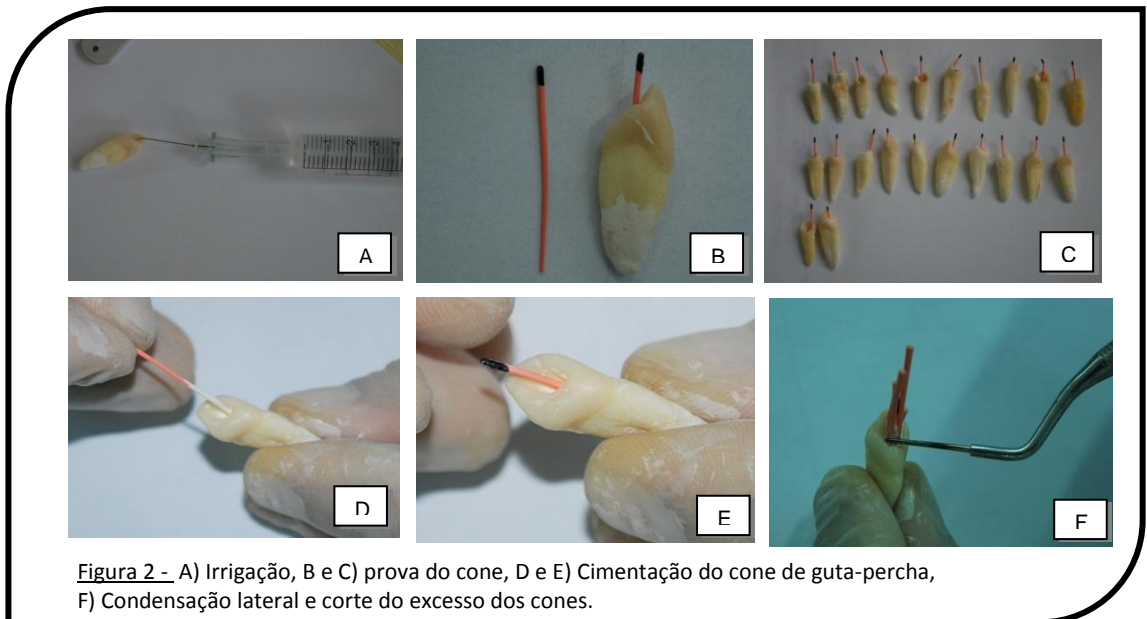 A
B
C
D
E
F
Figura 2 - A) Irrigação, B e C) prova do cone, D e E) Cimentação do cone de guta-percha,
F) Condensação lateral e corte do excesso dos cones.